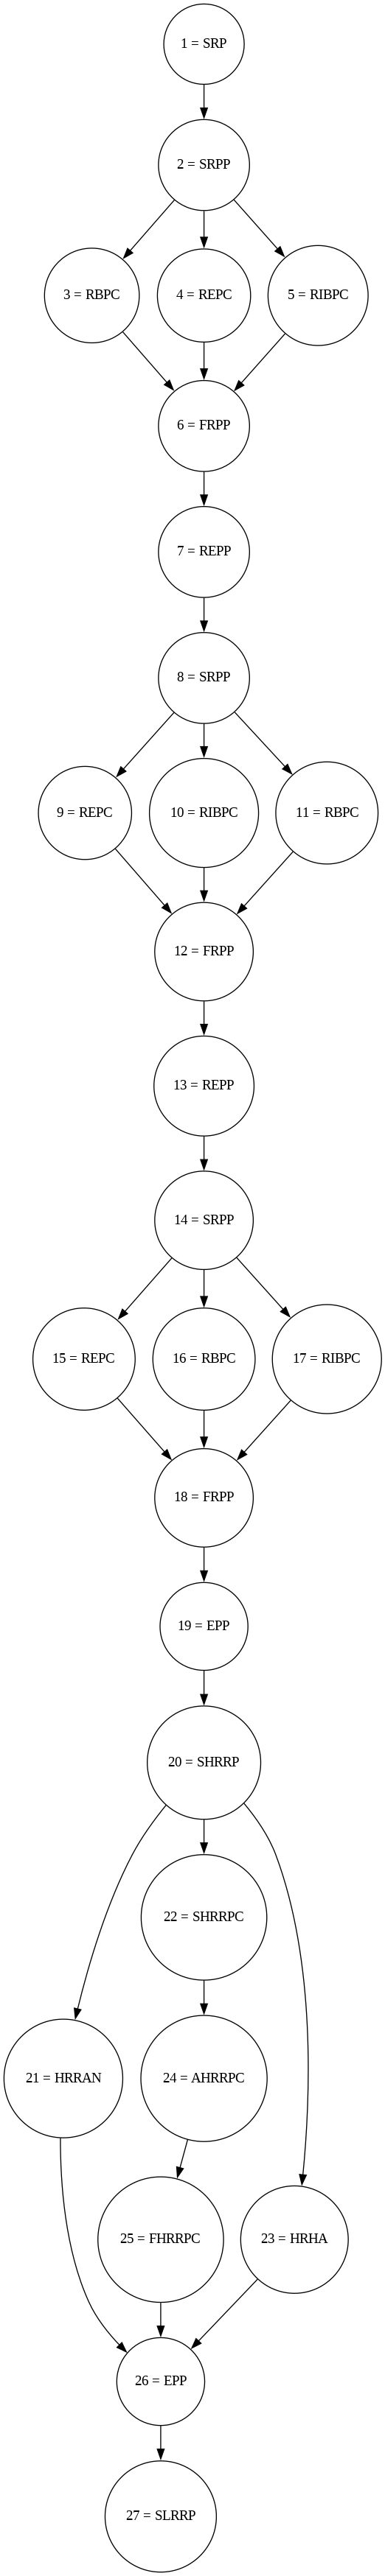 1 = SRP
2 = SRPP
3 = RBPC
4 = REPC
5 = RIBPC
6 = FRPP
7 = REPP
8 = SRPP
9 = REPC
10 = RIBPC
11 = RBPC
12 = FRPP
13 = REPP
14 = SRPP
15 = REPC
16 = RBPC
17 = RIBPC
18 = FRPP
19 = EPP
20 = SHRRP
22 = SHRRPC
21 = HRRAN
24 = AHRRPC
25 = FHRRPC
23 = HRHA
26 = EPP
27 = SLRRP